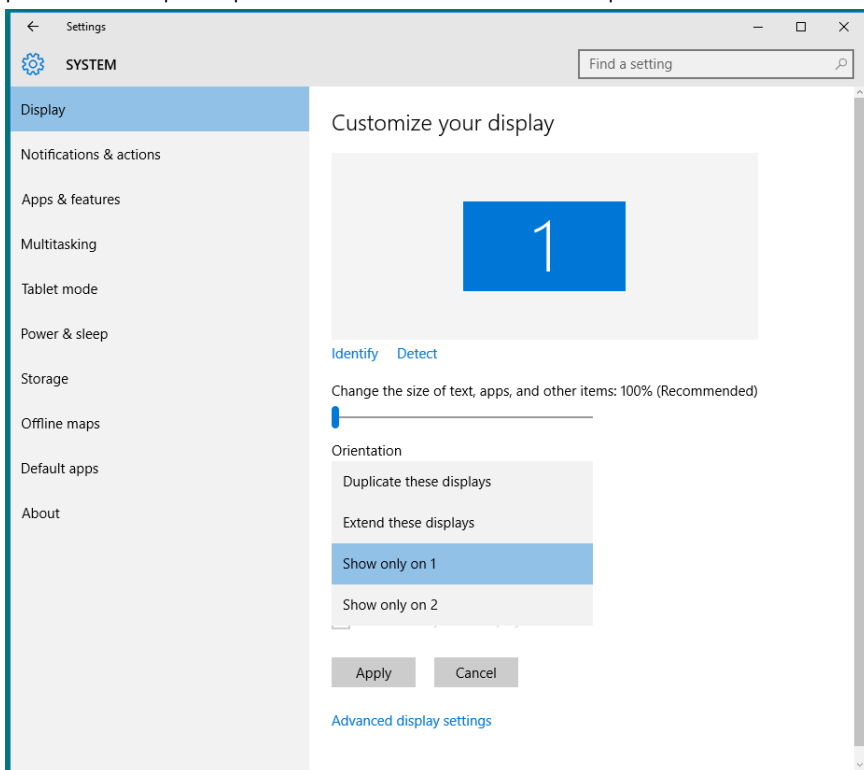 Settings
SYSTEM
Find a setting
Display
Notifications & actions
Apps & features
Multitasking
Tablet mode
Power & sleep
Storage
Offline maps
Default apps
About
Customize your display
1
Identify Detect
Change the size of text, apps, and other items: 100% (Recommended)
Orientation
Duplicate these displays
Extend these displays
Show only on 1
Show only on 2
Apply Cancel
Advanced display settings